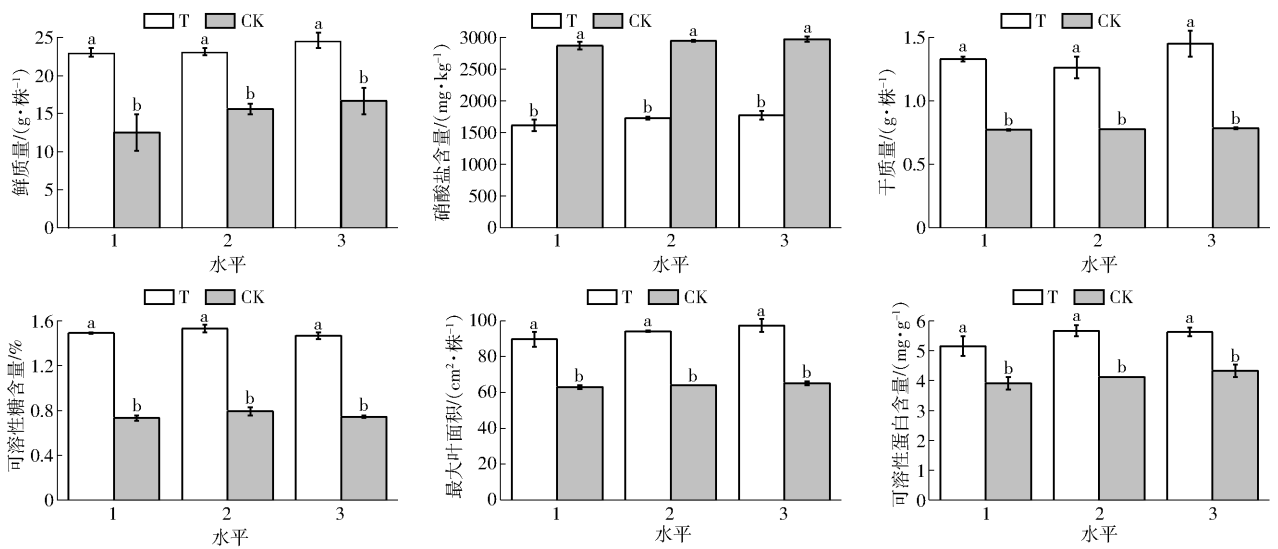 T CK
鲜质量/(g·株⁻¹)
25
20
15
10
5
0
a b a b a b
1 2 3
水平
T CK
硝酸盐含量/(mg·kg⁻¹)
3000
2500
2000
1500
1000
500
0
b a b a b a
1 2 3
水平
T CK
干质量/(g·株⁻¹)
1.5
1.0
0.5
0
a b a b a b
1 2 3
水平
T CK
可溶性糖含量/%
1.6
1.2
0.8
0.4
0
a b a b a b
1 2 3
水平
T CK
最大叶面积/(cm²·株⁻¹)
100
80
60
40
20
0
a b a b a b
1 2 3
水平
T CK
可溶性蛋白含量/(mg·g⁻¹)
6
5
4
3
2
1
0
a b a b a b
1 2 3
水平